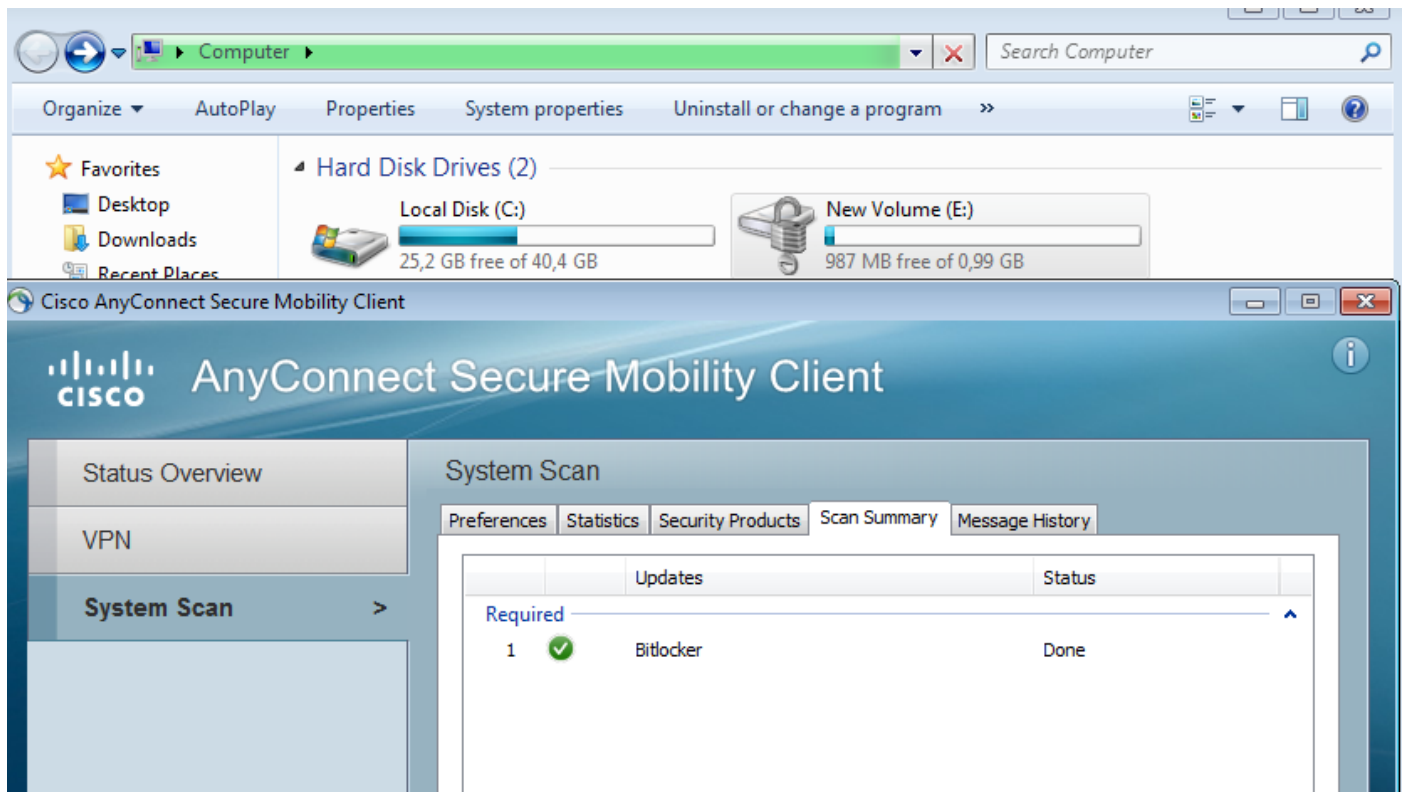 Computer
Search Computer
Organize AutoPlay Properties System properties Uninstall or change a program »
Favorites
Desktop
Downloads
Recent Places
Hard Disk Drives (2)
Local Disk (C:)
25,2 GB free of 40,4 GB
New Volume (E:)
987 MB free of 0,99 GB
Cisco AnyConnect Secure Mobility Client
CISCO AnyConnect Secure Mobility Client
Status Overview
VPN
System Scan >
System Scan
Preferences Statistics Security Products Scan Summary Message History
Updates Status
Required
1 Bitlocker Done